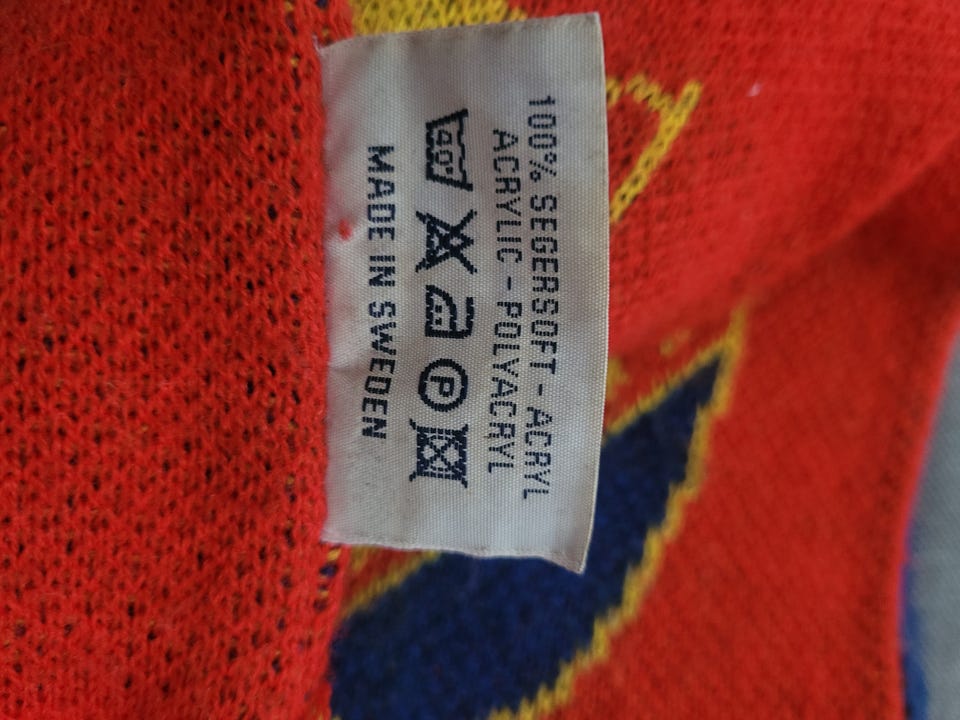 100% SEGERSOFT - ACRYL
ACRYLIC - POLYACRYL
40° P
MADE IN SWEDEN